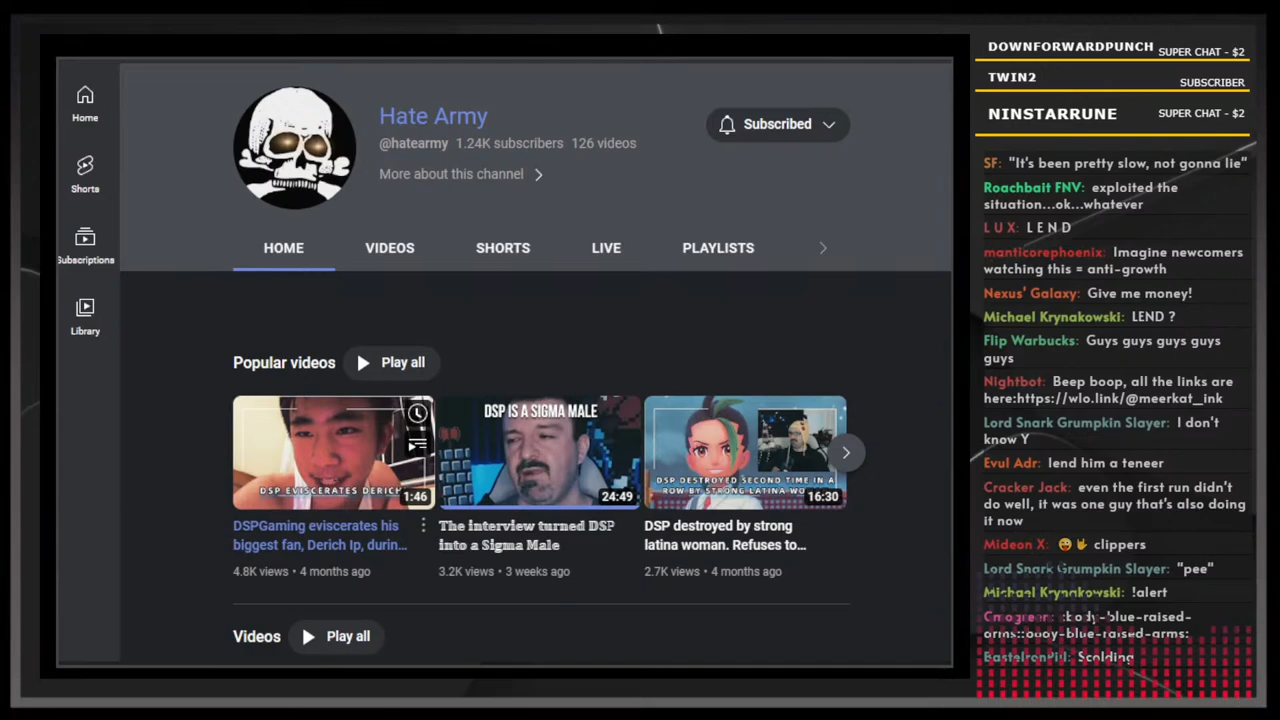 Home
Shorts
Subscriptions
Library
Hate Army
@hatearmy 1.24K subscribers 126 videos
More about this channel
Subscribed
HOME VIDEOS SHORTS LIVE PLAYLISTS
Popular videos Play all
DSP EVISCERATES DERICH
1:46
DSPGaming eviscerates his
biggest fan, Derich Ip, durin...
4.8K views • 4 months ago
DSP IS A SIGMA MALE
24:49
The interview turned DSP
into a Sigma Male
3.2K views • 3 weeks ago
DSP DESTROYED SECOND TIME IN A
ROW BY STRONG LATINA WO
16:30
DSP destroyed by strong
latina woman. Refuses to...
2.7K views • 4 months ago
Videos Play all
DOWNFORWARDPUNCH SUPER CHAT - $2
TWIN2 SUBSCRIBER
NINSTARRUNE SUPER CHAT - $2
SF: "It's been pretty slow, not gonna lie"
Roachbait FNV: exploited the
situation...ok...whatever
L U X: L E N D
manticorephoenix: Imagine newcomers
watching this = anti-growth
Nexus' Galaxy: Give me money!
Michael Krynakowski: LEND ?
Flip Warbucks: Guys guys guys guys
guys
Nightbot: Beep boop, all the links are
here:https://wlo.link/@meerkat_ink
Lord Snark Grumpkin Slayer: I don't
know Y
Evul Adr: lend him a teneer
Cracker Jack: even the first run didn't
do well, it was one guy that's also doing
it now
Mideon X: 😜🤟 clippers
Lord Snark Grumpkin Slayer: "pee"
Michael Krynakowski: !alert
:body-blue-raised-
arms::body-blue-raised-arms:
Scolding